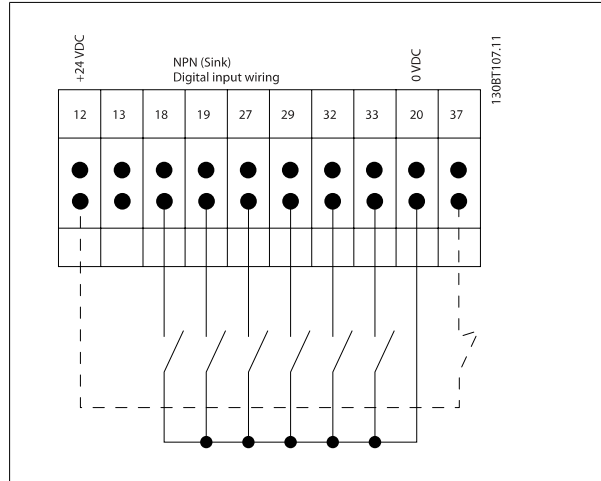 +24 VDC
NPN (Sink)
Digital input wiring
0 VDC
130BT107.11
12 13 18 19 27 29 32 33 20 37